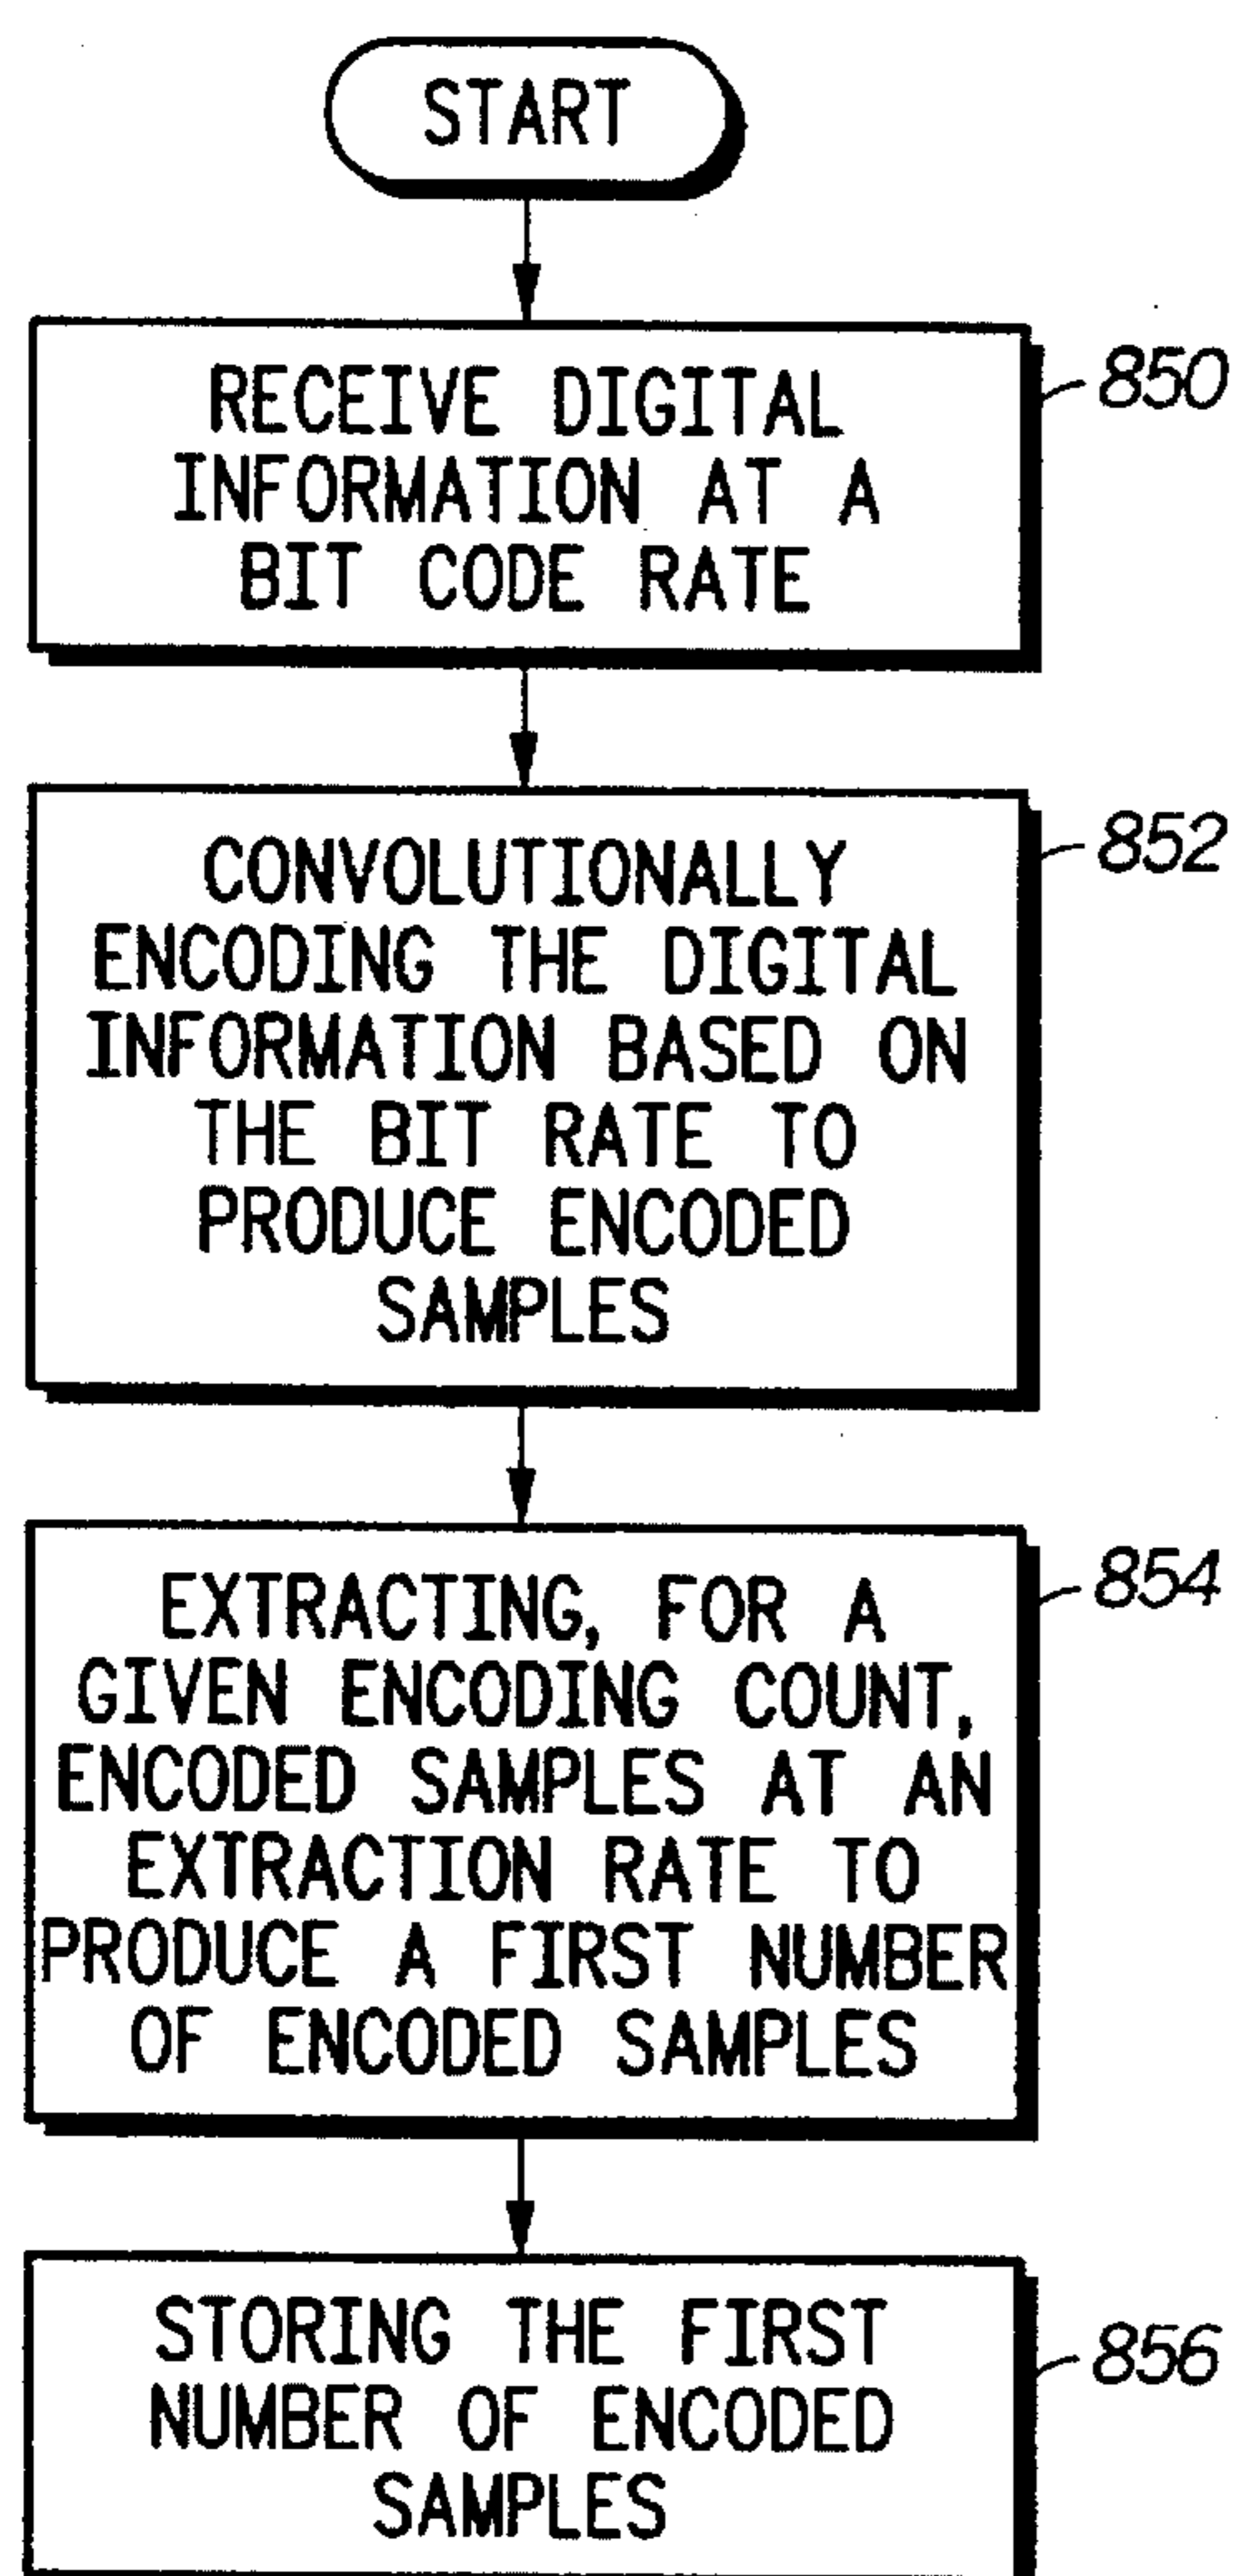 START
RECEIVE DIGITAL
INFORMATION AT A
BIT CODE RATE
850
CONVOLUTIONALLY
ENCODING THE DIGITAL
INFORMATION BASED ON
THE BIT RATE TO
PRODUCE ENCODED
SAMPLES
852
EXTRACTING, FOR A
GIVEN ENCODING COUNT,
ENCODED SAMPLES AT AN
EXTRACTION RATE TO
PRODUCE A FIRST NUMBER
OF ENCODED SAMPLES
854
STORING THE FIRST
NUMBER OF ENCODED
SAMPLES
856